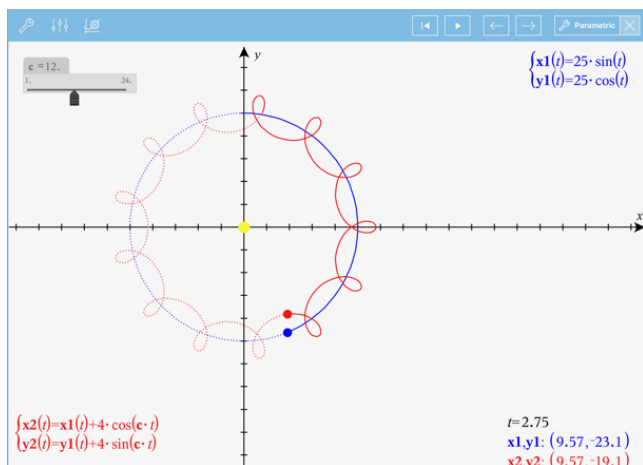 Parametric
y
c =12.
1.
24.
x1(t)=25· sin(t)
y1(t)=25· cos(t)
x
x2(t)=x1(t)+4· cos(c· t)
y2(t)=y1(t)+4· sin(c· t)
t=2.75
x1,y1: (9.57,-23.1)
x2,y2: (9.57,-19.1)